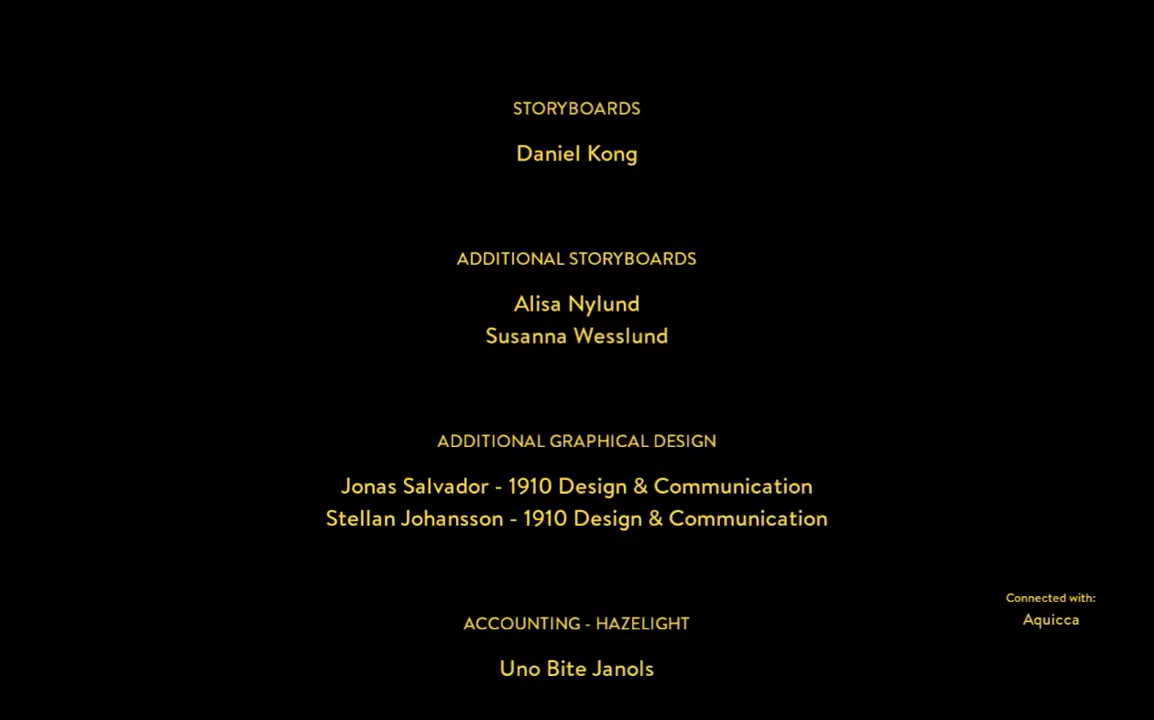 STORYBOARDS
Daniel Kong
ADDITIONAL STORYBOARDS
Alisa Nylund
Susanna Wesslund
ADDITIONAL GRAPHICAL DESIGN
Jonas Salvador - 1910 Design & Communication
Stellan Johansson - 1910 Design & Communication
Connected with:
Aquicca
ACCOUNTING - HAZELIGHT
Uno Bite Janols